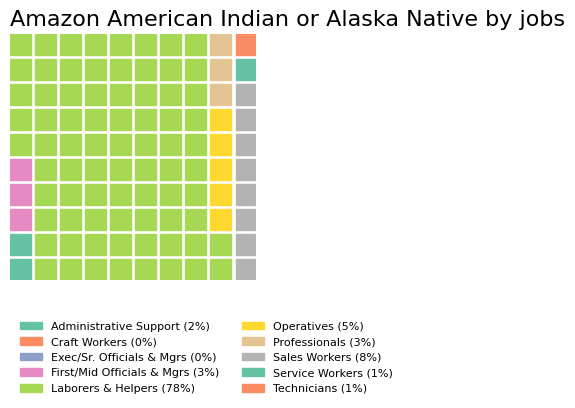 Amazon American Indian or Alaska Native by jobs
Administrative Support (2%)
Craft Workers (0%)
Exec/Sr. Officials & Mgrs (0%)
First/Mid Officials & Mgrs (3%)
Laborers & Helpers (78%)
Operatives (5%)
Professionals (3%)
Sales Workers (8%)
Service Workers (1%)
Technicians (1%)